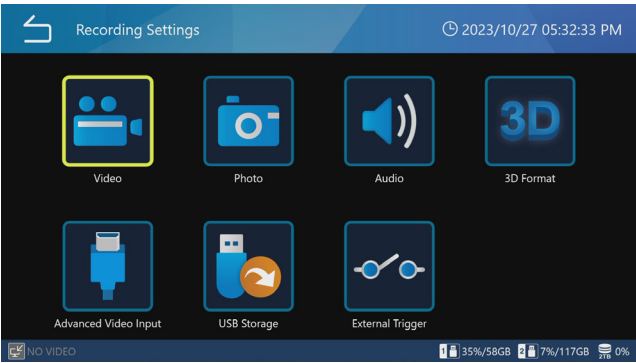 Recording Settings
2023/10/27 05:32:33 PM
3D
Video
Photo
Audio
3D Format
Advanced Video Input
USB Storage
External Trigger
NO VIDEO
1 35%/58GB 2 7%/117GB 2TB 0%